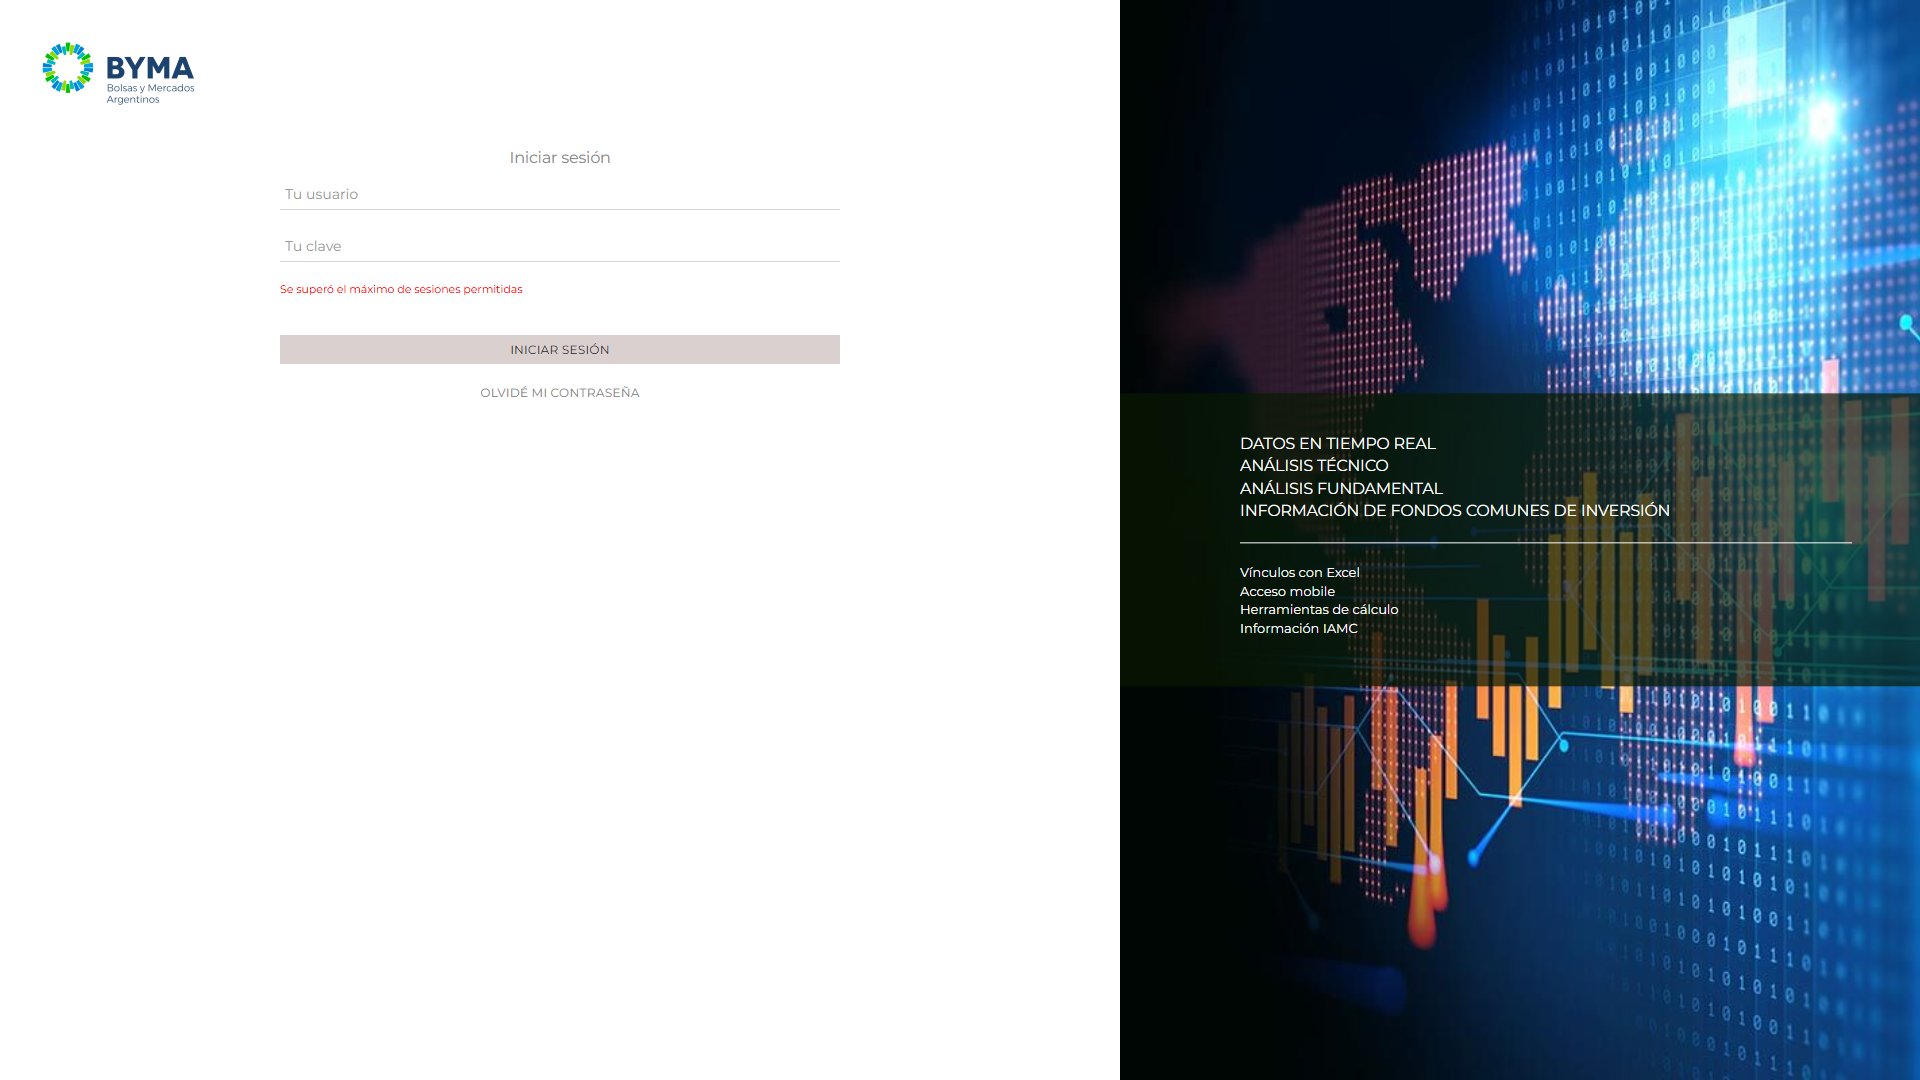 BYMA
Bolsas y Mercados
Argentinos
Iniciar sesión
Tu usuario
Tu clave
Se superó el máximo de sesiones permitidas
INICIAR SESIÓN
OLVIDÉ MI CONTRASEÑA
DATOS EN TIEMPO REAL
ANÁLISIS TÉCNICO
ANÁLISIS FUNDAMENTAL
INFORMACIÓN DE FONDOS COMUNES DE INVERSIÓN
Vínculos con Excel
Acceso mobile
Herramientas de cálculo
Información IAMC